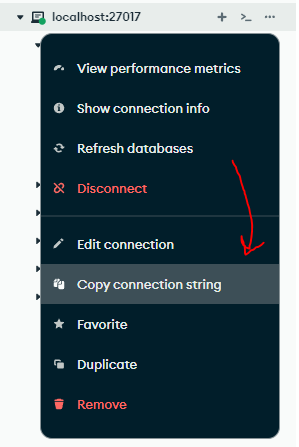 localhost:27017
View performance metrics
Show connection info
Refresh databases
Disconnect
Edit connection
Copy connection string
Favorite
Duplicate
Remove